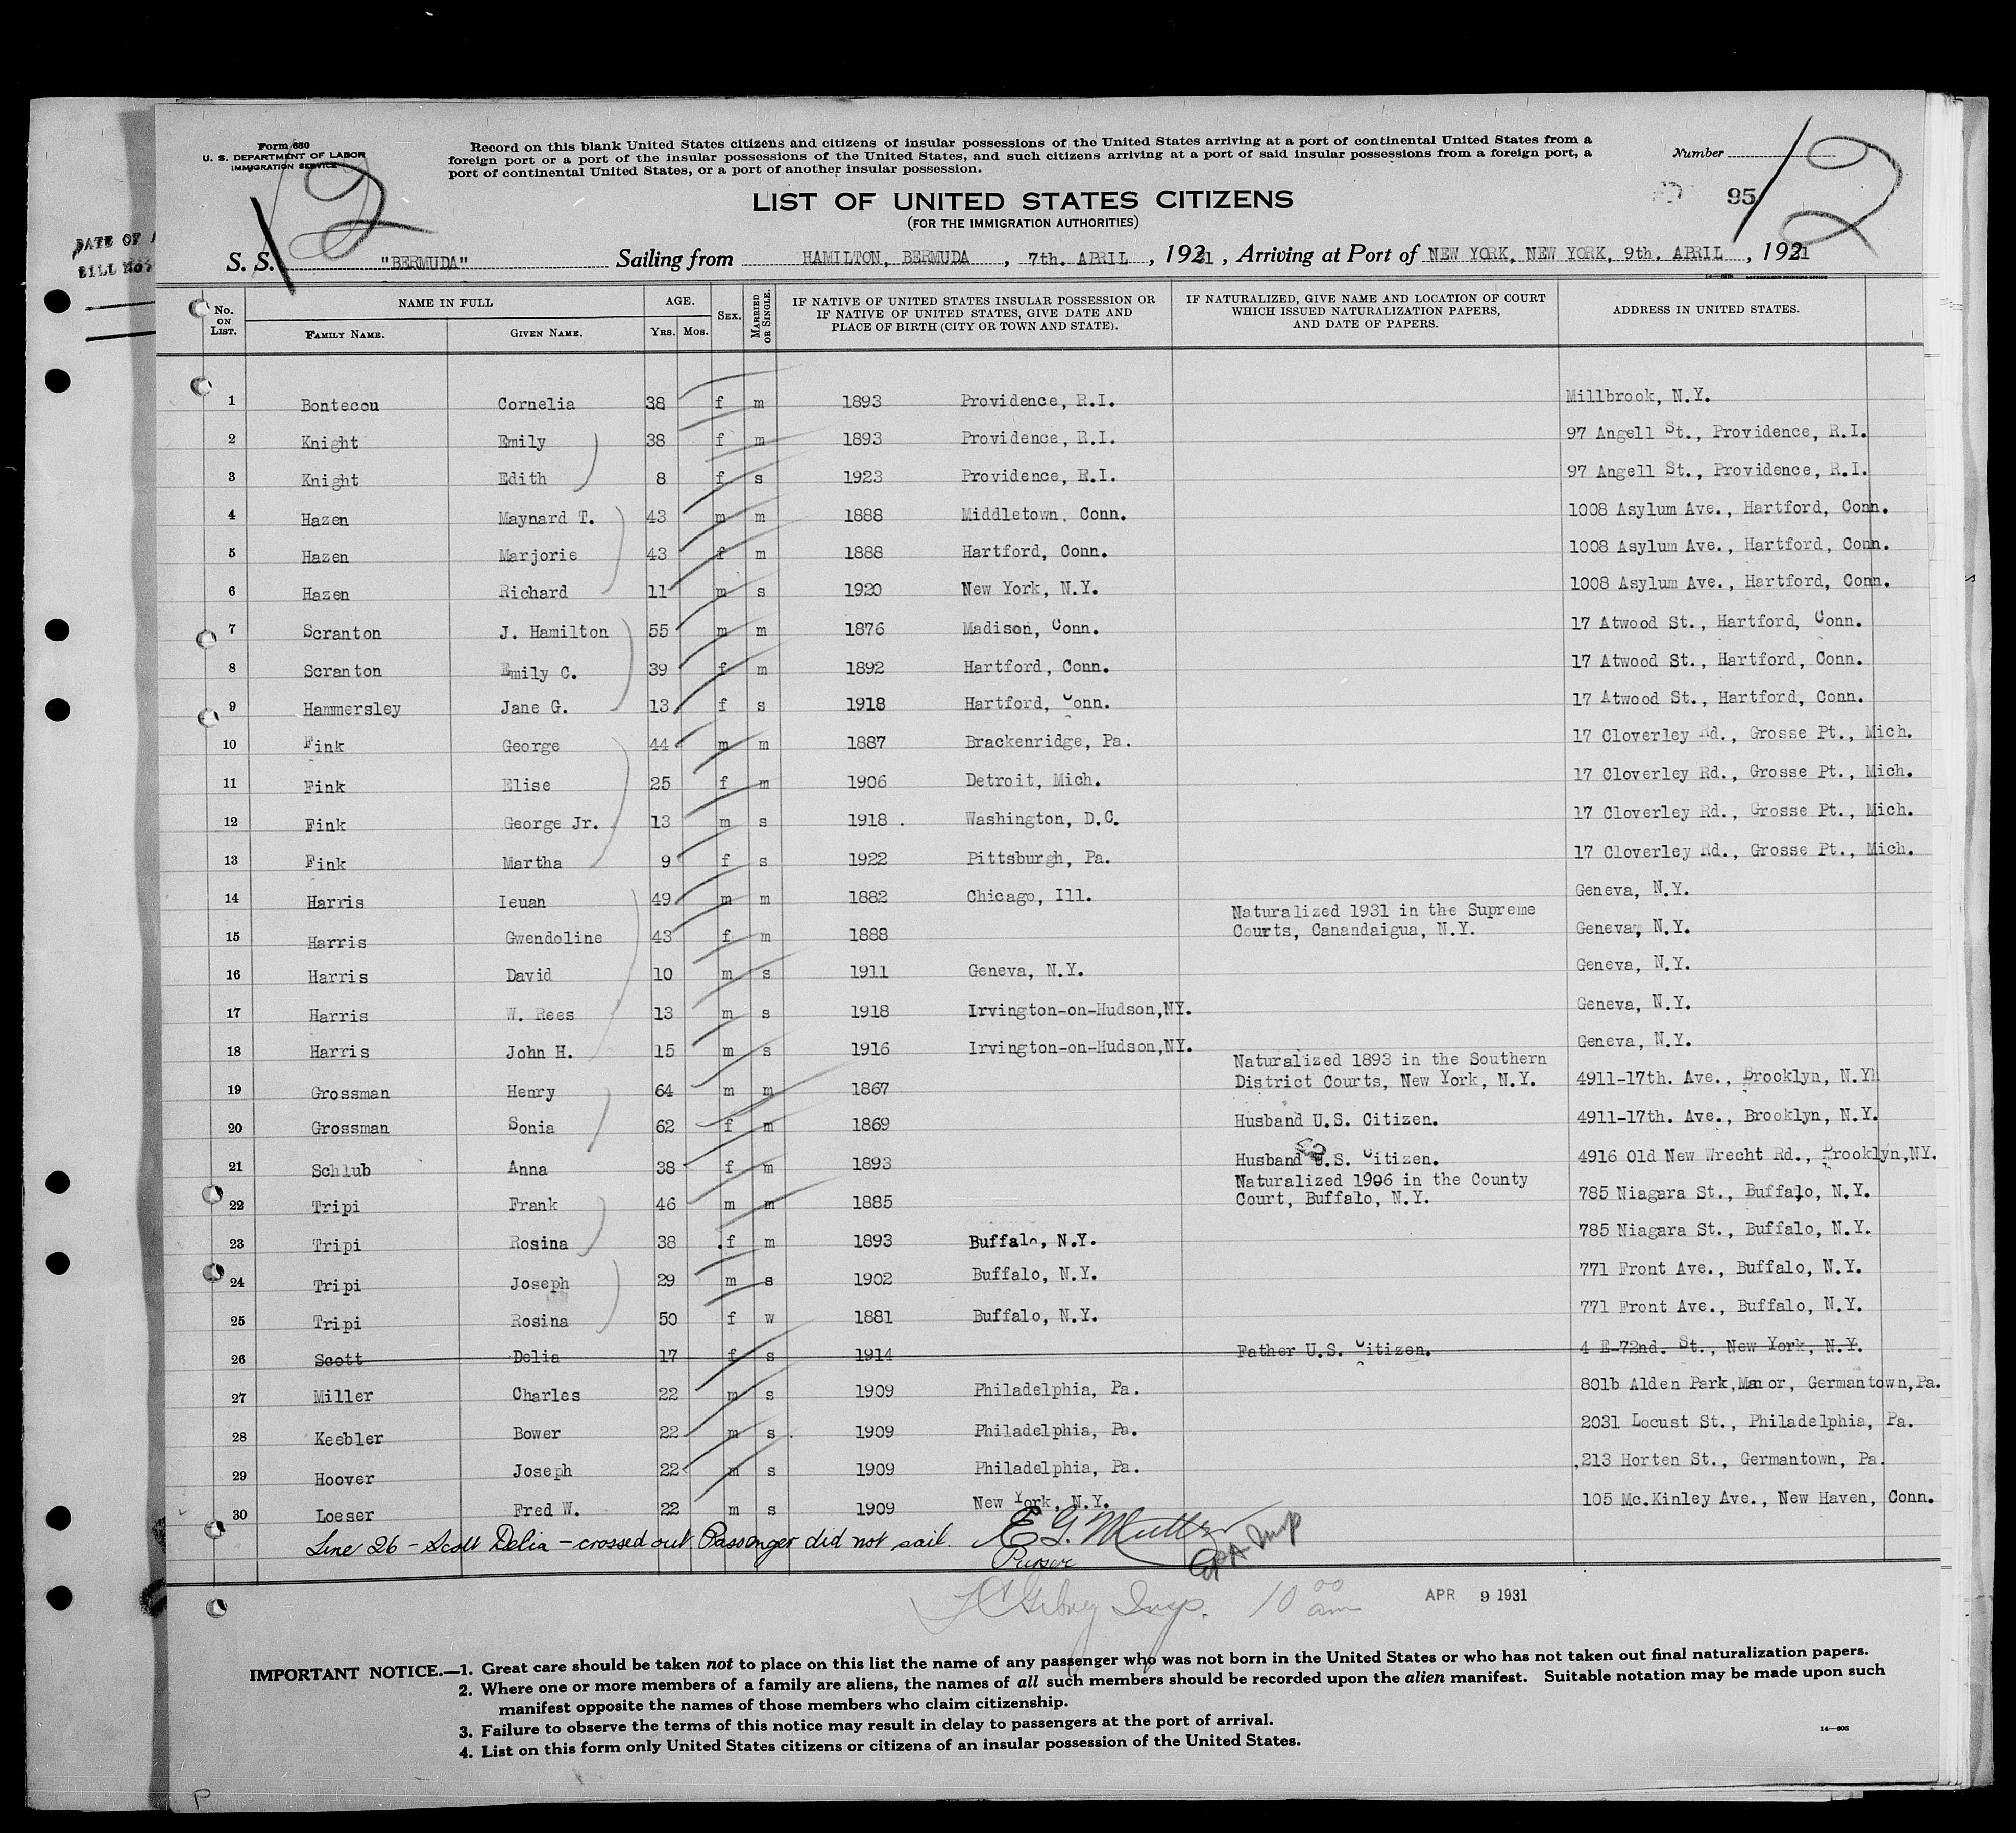 Form 630
U. S. DEPARTMENT OF LABOR
IMMIGRATION SERVICE
Record on this blank United States citizens and citizens of insular possessions of the United States arriving at a port of continental United States from a
foreign port or a port of the insular possessions of the United States, and such citizens arriving at a port of said insular possessions from a foreign port, a
port of continental United States, or a port of another insular possession.
Number
12
95
12
LIST OF UNITED STATES CITIZENS
(FOR THE IMMIGRATION AUTHORITIES)
DATE OF
S. S. "BERMUDA" Sailing from HAMILTON, BERMUDA, 7th. APRIL, 1931, Arriving at Port of NEW YORK, NEW YORK, 9th. APRIL, 1931
No. ON LIST. NAME IN FULL AGE. SEX. MARRIED OR SINGLE. IF NATIVE OF UNITED STATES INSULAR POSSESSION OR IF NATIVE OF UNITED STATES, GIVE DATE AND PLACE OF BIRTH (CITY OR TOWN AND STATE). IF NATURALIZED, GIVE NAME AND LOCATION OF COURT WHICH ISSUED NATURALIZATION PAPERS, AND DATE OF PAPERS. ADDRESS IN UNITED STATES.
FAMILY NAME. GIVEN NAME. YRS. MOS.
1 Bontecou Cornelia 38 f m 1893 Providence, R.I. Millbrook, N.Y.
2 Knight Emily 38 f m 1893 Providence, R.I. 97 Angell St., Providence, R.I.
3 Knight Edith 8 f s 1923 Providence, R.I. 97 Angell St., Providence, R.I.
4 Hazen Maynard T. 43 m m 1888 Middletown, Conn. 1008 Asylum Ave., Hartford, Conn.
5 Hazen Marjorie 43 f m 1888 Hartford, Conn. 1008 Asylum Ave., Hartford, Conn.
6 Hazen Richard 11 m s 1920 New York, N.Y. 1008 Asylum Ave., Hartford, Conn.
7 Scranton J. Hamilton 55 m m 1876 Madison, Conn. 17 Atwood St., Hartford, Conn.
8 Scranton Emily C. 39 f m 1892 Hartford, Conn. 17 Atwood St., Hartford, Conn.
9 Hammersley Jane G. 13 f s 1918 Hartford, Conn. 17 Atwood St., Hartford, Conn.
10 Fink George 44 m m 1887 Brackenridge, Pa. 17 Cloverley Rd., Grosse Pt., Mich.
11 Fink Elise 25 f m 1906 Detroit, Mich. 17 Cloverley Rd., Grosse Pt., Mich.
12 Fink George Jr. 13 m s 1918 . Washington, D.C. 17 Cloverley Rd., Grosse Pt., Mich.
13 Fink Martha 9 f s 1922 Pittsburgh, Pa. 17 Cloverley Rd., Grosse Pt., Mich.
14 Harris Ieuan 49 m m 1882 Chicago, Ill. Geneva, N.Y.
15 Harris Gwendoline 43 f m 1888 Naturalized 1931 in the Supreme Courts, Canandaigua, N.Y. Geneva, N.Y.
16 Harris David 10 m s 1911 Geneva, N.Y. Geneva, N.Y.
17 Harris W. Rees 13 m s 1918 Irvington-on-Hudson,NY. Geneva, N.Y.
18 Harris John H. 15 m s 1916 Irvington-on-Hudson,NY. Geneva, N.Y.
19 Grossman Henry 64 m m 1867 Naturalized 1893 in the Southern District Courts, New York, N.Y. 4911-17th. Ave., Brooklyn, N.Y.
20 Grossman Sonia 62 f m 1869 Husband U.S. Citizen. 4911-17th. Ave., Brooklyn, N.Y.
21 Schlub Anna 38 f m 1893 Husband U.S. Citizen. 4916 Old New Wrecht Rd., Brooklyn,NY.
22 Tripi Frank 46 m m 1885 Naturalized 1906 in the County Court, Buffalo, N.Y. 785 Niagara St., Buffalo, N.Y.
23 Tripi Rosina 38 f m 1893 Buffalo, N.Y. 785 Niagara St., Buffalo, N.Y.
24 Tripi Joseph 29 m s 1902 Buffalo, N.Y. 771 Front Ave., Buffalo, N.Y.
25 Tripi Rosina 50 f w 1881 Buffalo, N.Y. 771 Front Ave., Buffalo, N.Y.
26 Scott Delia 17 f s 1914 Father U.S. Citizen. 4 E-72nd. St., New York, N.Y.
27 Miller Charles 22 m s 1909 Philadelphia, Pa. 801b Alden Park,Manor, Germantown,Pa.
28 Keebler Bower 22 m s 1909 Philadelphia, Pa. 2031 Locust St., Philadelphia, Pa.
29 Hoover Joseph 22 m s 1909 Philadelphia, Pa. 213 Horten St., Germantown, Pa.
30 Loeser Fred W. 22 m s 1909 New York, N.Y. 105 Mc.Kinley Ave., New Haven, Conn.
Line 26 - Scott Delia - crossed out Passenger did not sail.
Purser
Insp. 10 00 am
APR 9 1931
IMPORTANT NOTICE.—1. Great care should be taken not to place on this list the name of any passenger who was not born in the United States or who has not taken out final naturalization papers.
2. Where one or more members of a family are aliens, the names of all such members should be recorded upon the alien manifest. Suitable notation may be made upon such
manifest opposite the names of those members who claim citizenship.
3. Failure to observe the terms of this notice may result in delay to passengers at the port of arrival.
4. List on this form only United States citizens or citizens of an insular possession of the United States.
P